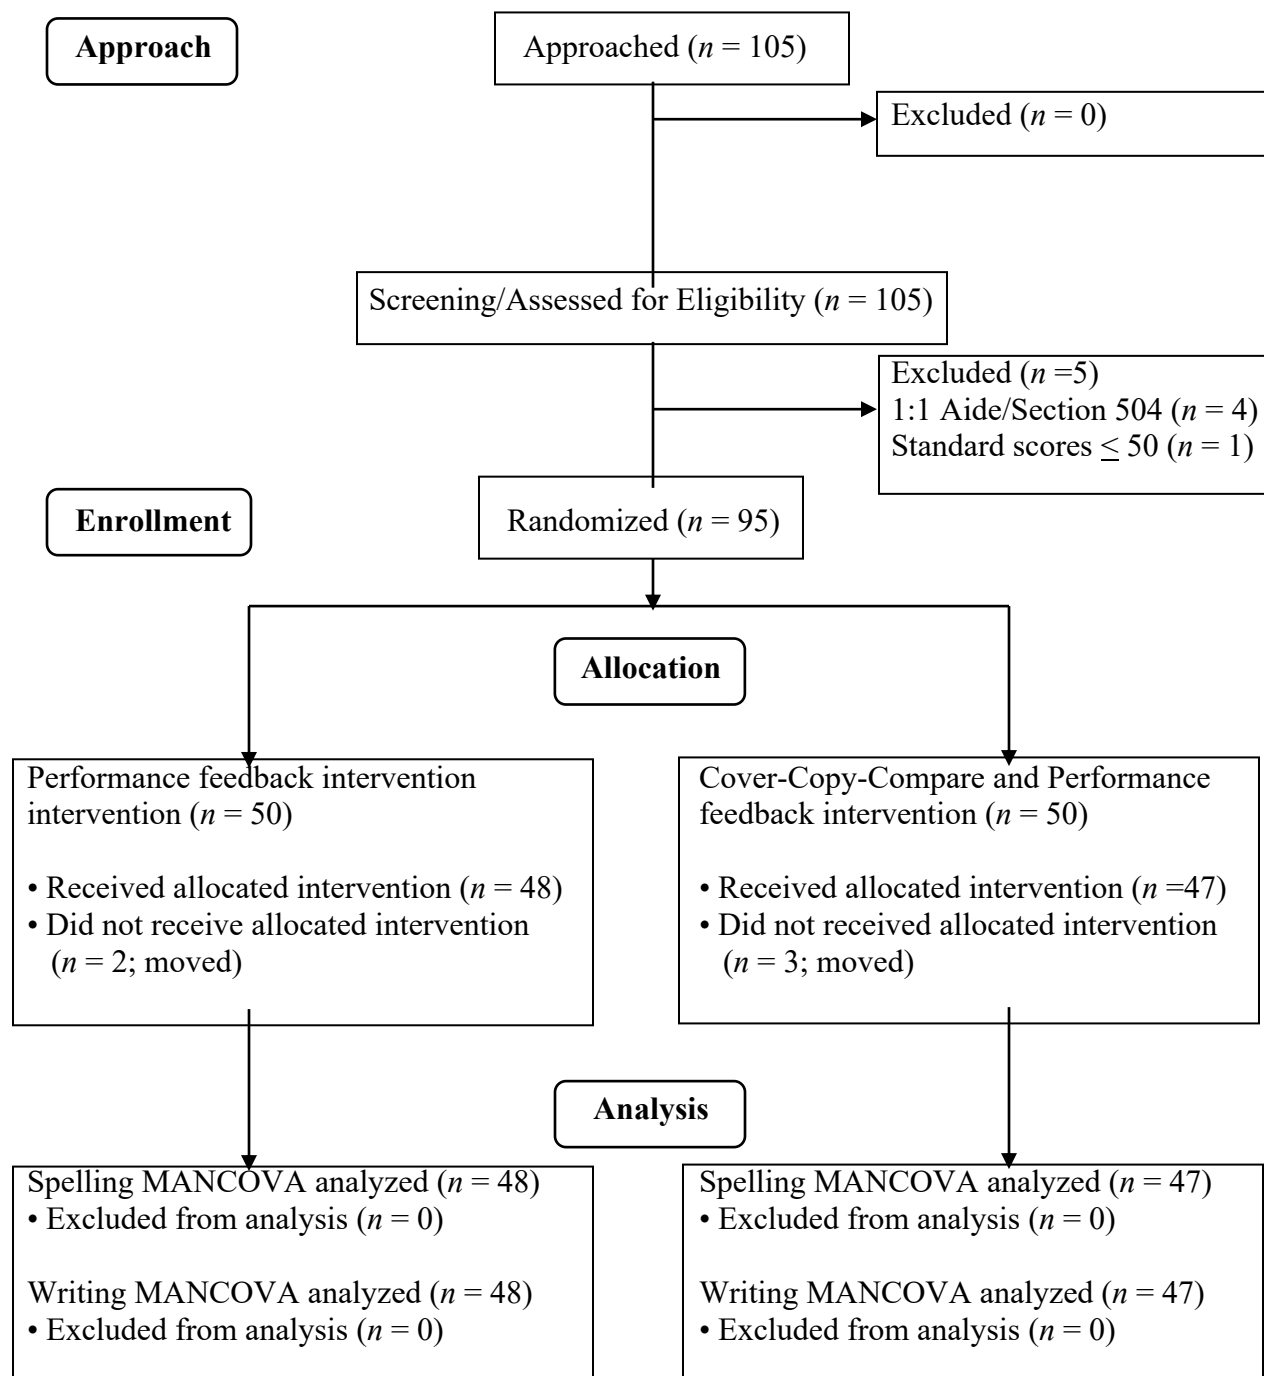 Approach
Approached (n = 105)
Excluded (n = 0)
Screening/Assessed for Eligibility (n = 105)
Excluded (n =5)
1:1 Aide/Section 504 (n = 4)
Standard scores ≤ 50 (n = 1)
Enrollment
Randomized (n = 95)
Allocation
Performance feedback intervention
intervention (n = 50)
• Received allocated intervention (n = 48)
• Did not receive allocated intervention
(n = 2; moved)
Cover-Copy-Compare and Performance
feedback intervention (n = 50)
• Received allocated intervention (n =47)
• Did not received allocated intervention
(n = 3; moved)
Analysis
Spelling MANCOVA analyzed (n = 48)
• Excluded from analysis (n = 0)
Writing MANCOVA analyzed (n = 48)
• Excluded from analysis (n = 0)
Spelling MANCOVA analyzed (n = 47)
• Excluded from analysis (n = 0)
Writing MANCOVA analyzed (n = 47)
• Excluded from analysis (n = 0)